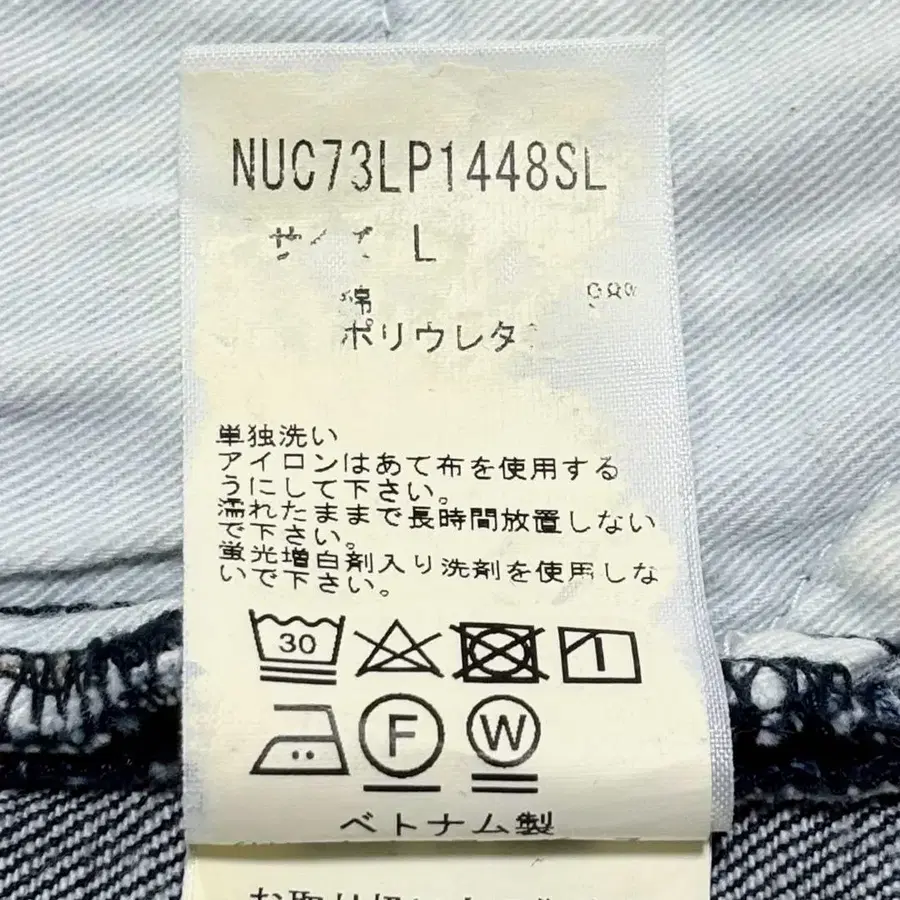 NUC73LP1448SL
サイズ L
綿 98%
ポリウレタ
単独洗い
アイロンはあて布を使用する
うにして下さい。
濡れたままで長時間放置しない
で下さい。
蛍光増白剤入り洗剤を使用しな
いで下さい。
30
F W
ベトナム製